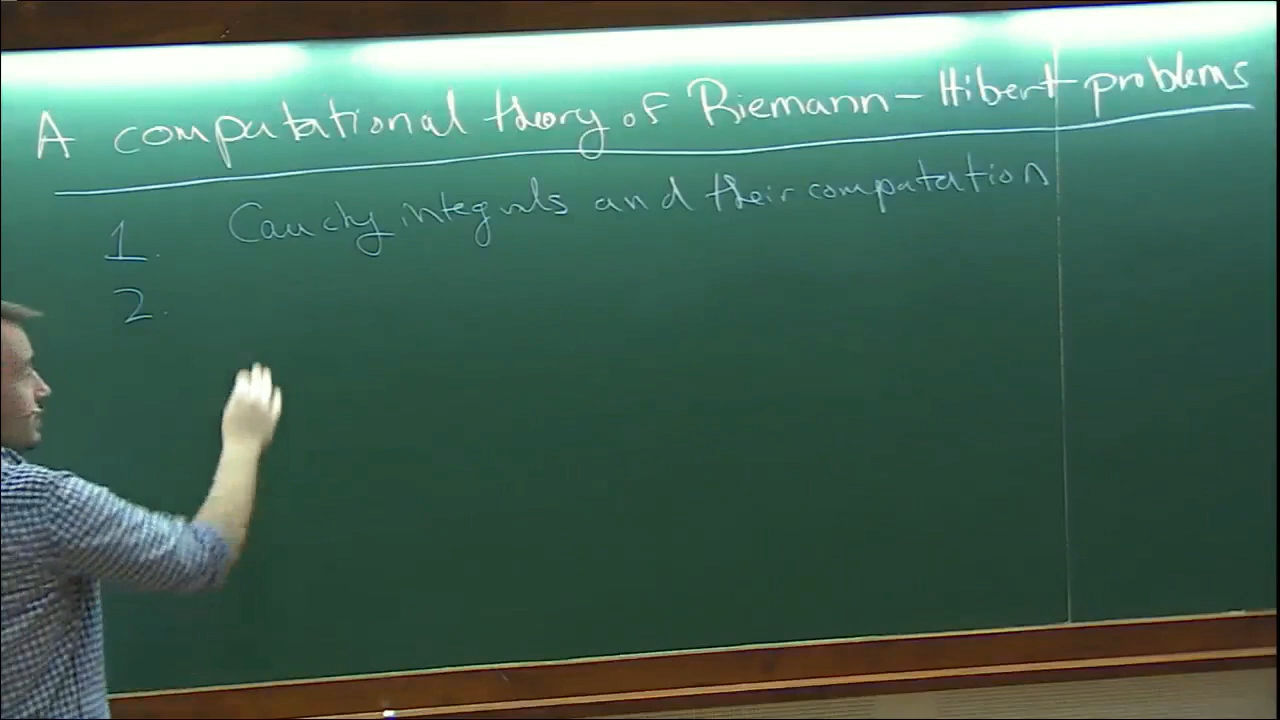 A computational theory of Riemann - Hibert problems
1. Cauchy integrals and their computation
2.